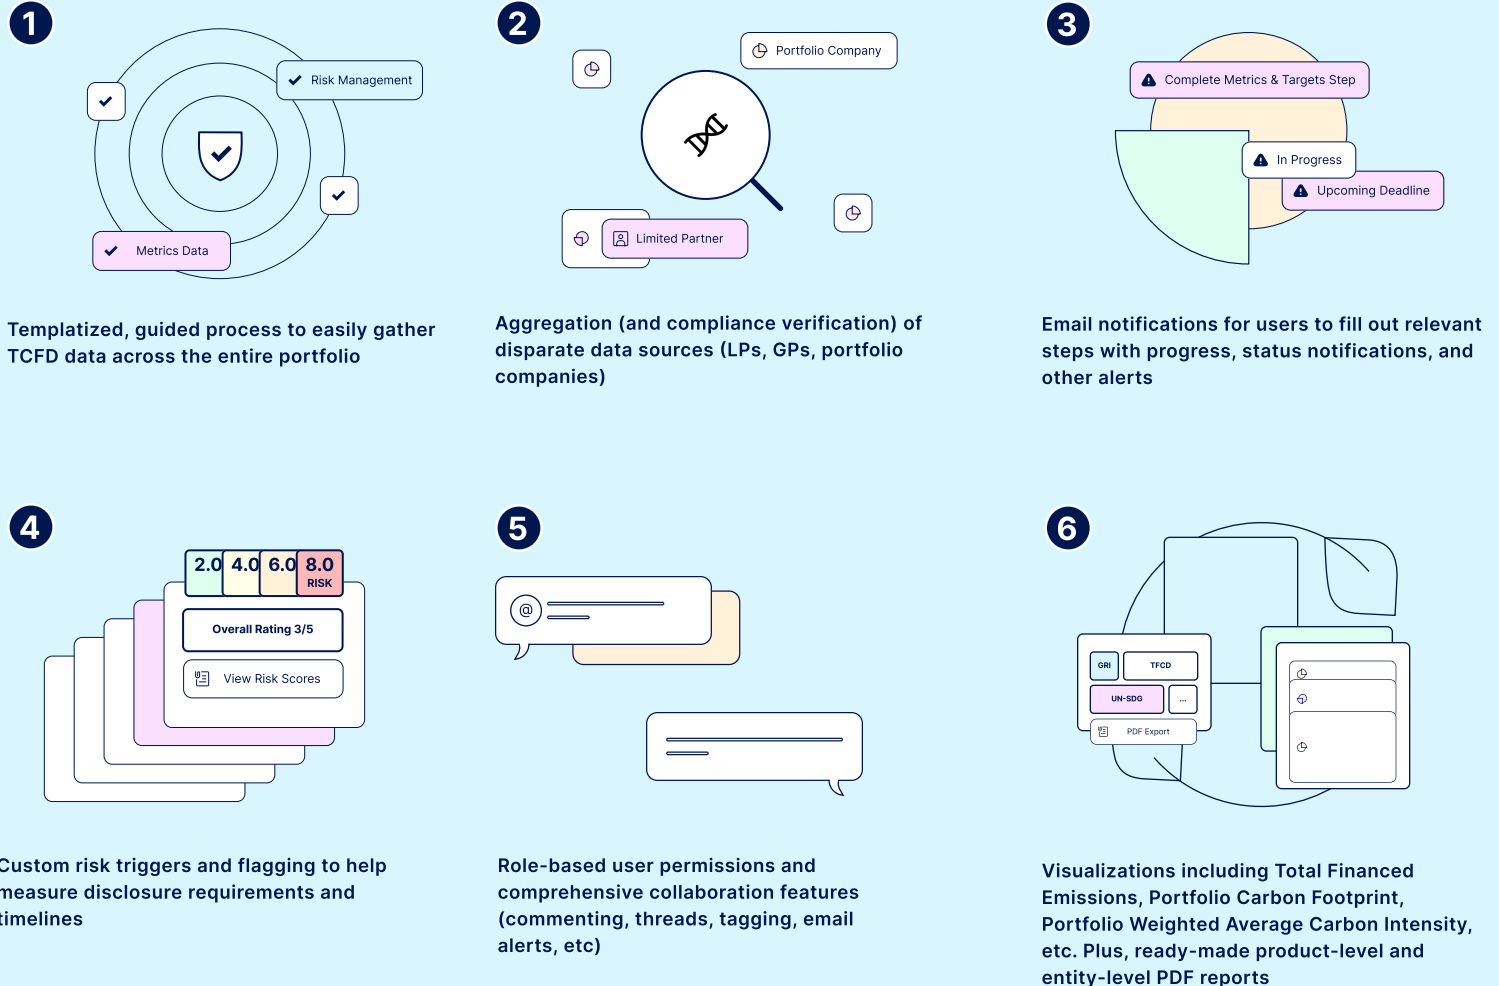 1
Risk Management
Metrics Data
Templatized, guided process to easily gather
TCFD data across the entire portfolio
2
Portfolio Company
Limited Partner
Aggregation (and compliance verification) of
disparate data sources (LPs, GPs, portfolio
companies)
3
Complete Metrics & Targets Step
In Progress
Upcoming Deadline
Email notifications for users to fill out relevant
steps with progress, status notifications, and
other alerts
4
2.0 4.0 6.0 8.0
RISK
Overall Rating 3/5
View Risk Scores
Custom risk triggers and flagging to help
measure disclosure requirements and
timelines
5
@
Role-based user permissions and
comprehensive collaboration features
(commenting, threads, tagging, email
alerts, etc)
6
GRI TFCD
UN-SDG ...
PDF Export
Visualizations including Total Financed
Emissions, Portfolio Carbon Footprint,
Portfolio Weighted Average Carbon Intensity,
etc. Plus, ready-made product-level and
entity-level PDF reports